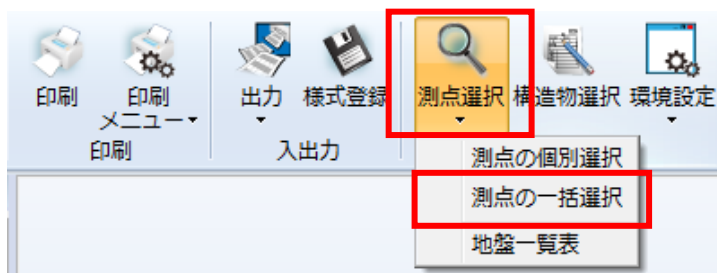 印刷
印刷
メニュー
出力
様式登録
測点選択
構造物選択
環境設定
印刷
入出力
測点の個別選択
測点の一括選択
地盤一覧表